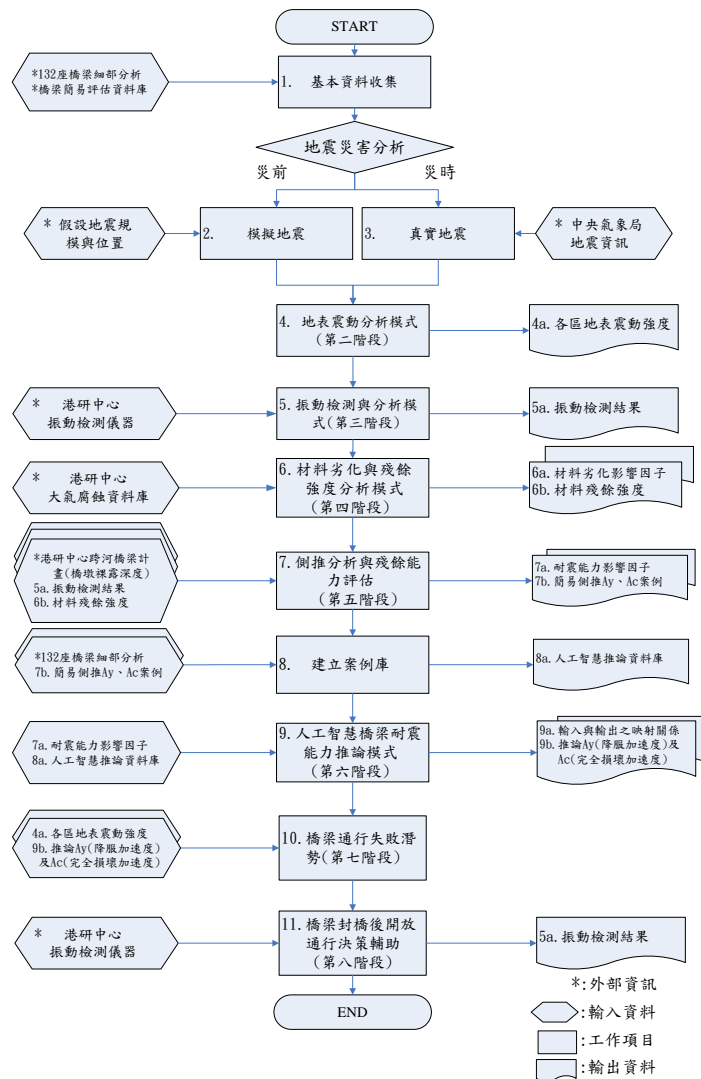 START
*132座橋梁細部分析
*橋梁簡易評估資料庫
1. 基本資料收集
地震災害分析
災前
災時
* 假設地震規
模與位置
2. 模擬地震
3. 真實地震
* 中央氣象局
地震資訊
4. 地表震動分析模式
(第二階段)
4a.各區地表震動強度
* 港研中心
振動檢測儀器
5.振動檢測與分析模
式(第三階段)
5a.振動檢測結果
* 港研中心
大氣腐蝕資料庫
6.材料劣化與殘餘
強度分析模式
(第四階段)
6a.材料劣化影響因子
6b.材料殘餘強度
*港研中心跨河橋梁計
畫(橋墩裸露深度)
5a.振動檢測結果
6b.材料殘餘強度
7.側推分析與殘餘能
力評估
(第五階段)
7a.耐震能力影響因子
7b.簡易側推Ay、Ac案例
*132座橋梁細部分析
7b.簡易側推Ay、Ac案例
8. 建立案例庫
8a.人工智慧推論資料庫
7a.耐震能力影響因子
8a.人工智慧推論資料庫
9.人工智慧橋梁耐震
能力推論模式
(第六階段)
9a.輸入與輸出之映射關係
9b.推論Ay(降服加速度)及
Ac(完全損壞加速度)
4a.各區地表震動強度
9b.推論Ay(降服加速度)
及Ac(完全損壞加速度)
10.橋梁通行失敗潛
勢(第七階段)
* 港研中心
振動檢測儀器
11.橋梁封橋後開放
通行決策輔助
(第八階段)
5a.振動檢測結果
END
*:外部資訊
:輸入資料
:工作項目
:輸出資料